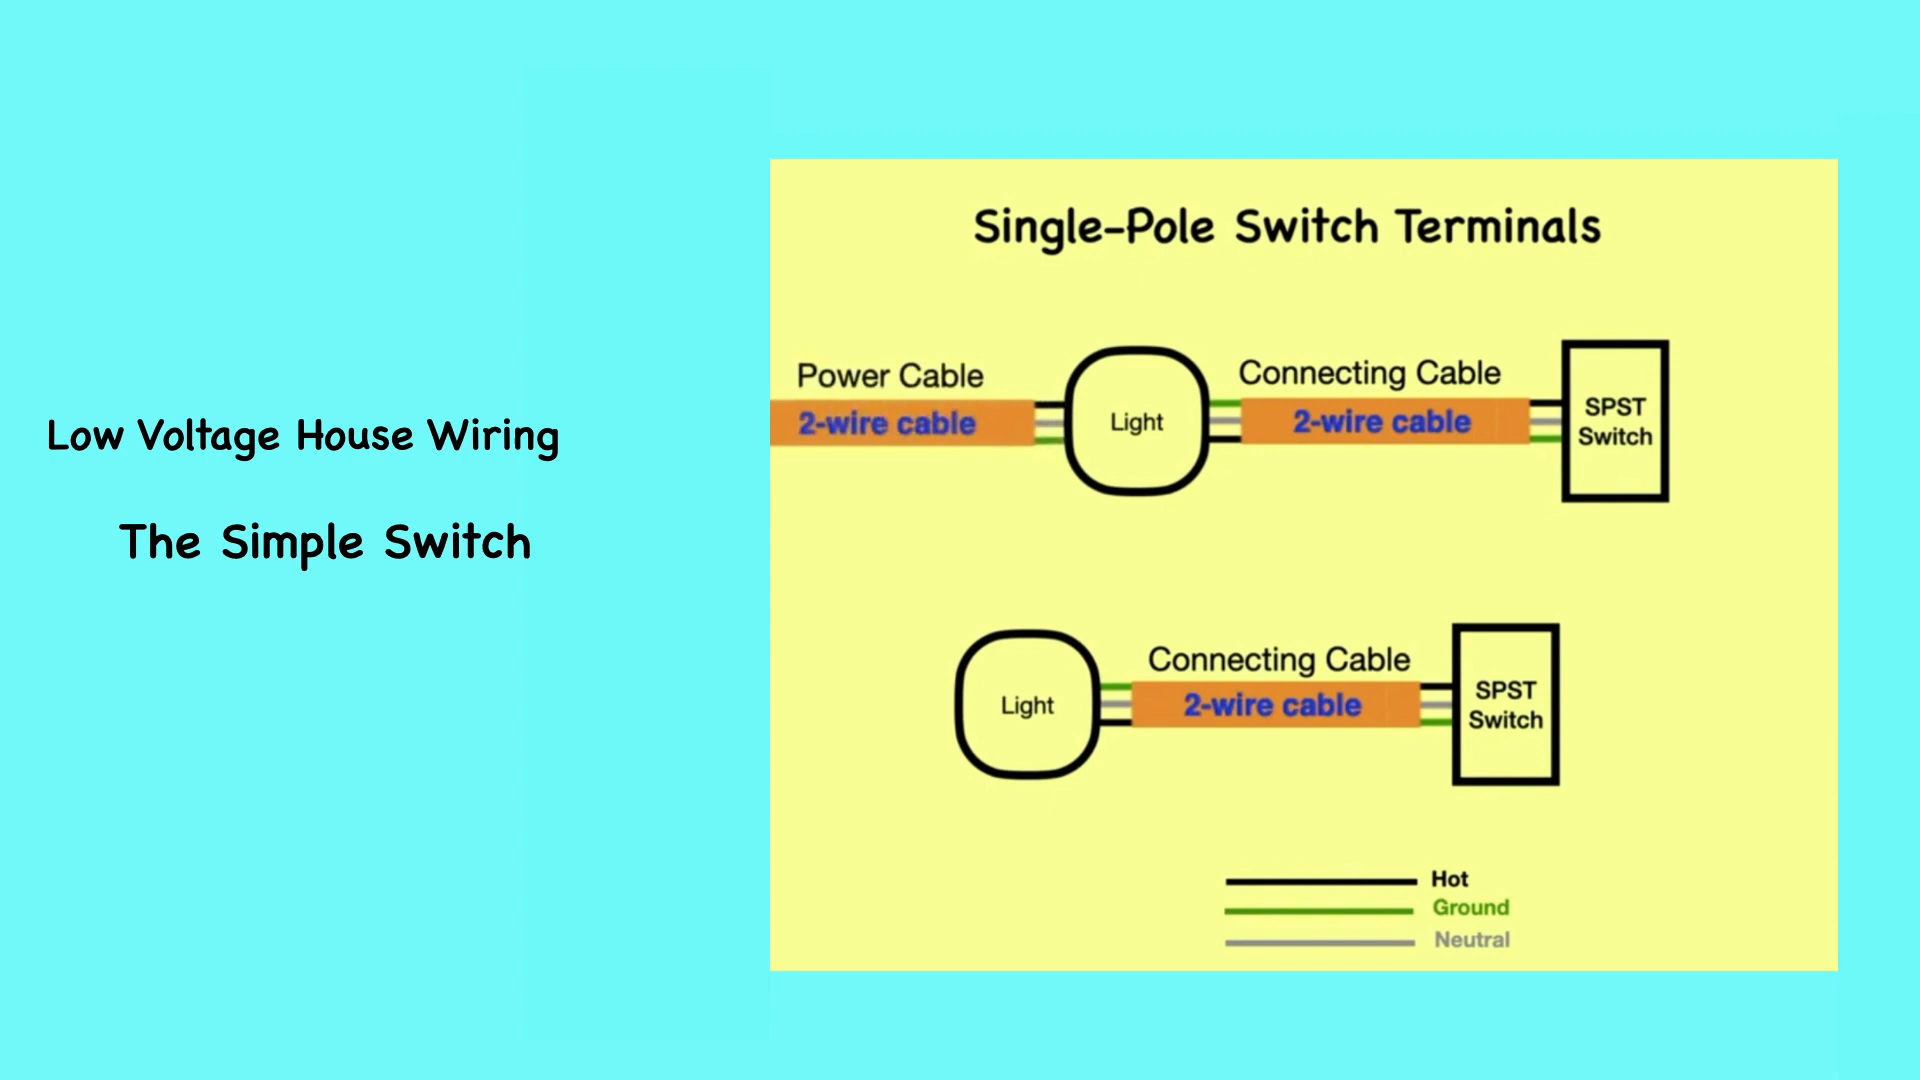 Low Voltage House Wiring
The Simple Switch
Single-Pole Switch Terminals
Power Cable
2-wire cable
Light
Connecting Cable
2-wire cable
SPST
Switch
Light
Connecting Cable
2-wire cable
SPST
Switch
Hot
Ground
Neutral